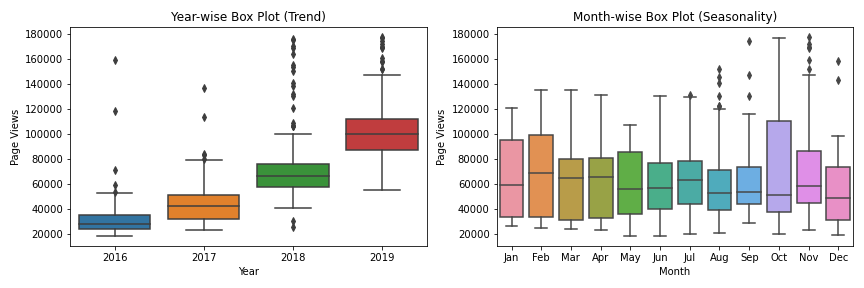 Year-wise Box Plot (Trend)
Page Views
180000
160000
140000
120000
100000
80000
60000
40000
20000
2016 2017 2018 2019
Year
Month-wise Box Plot (Seasonality)
Page Views
180000
160000
140000
120000
100000
80000
60000
40000
20000
Jan Feb Mar Apr May Jun Jul Aug Sep Oct Nov Dec
Month